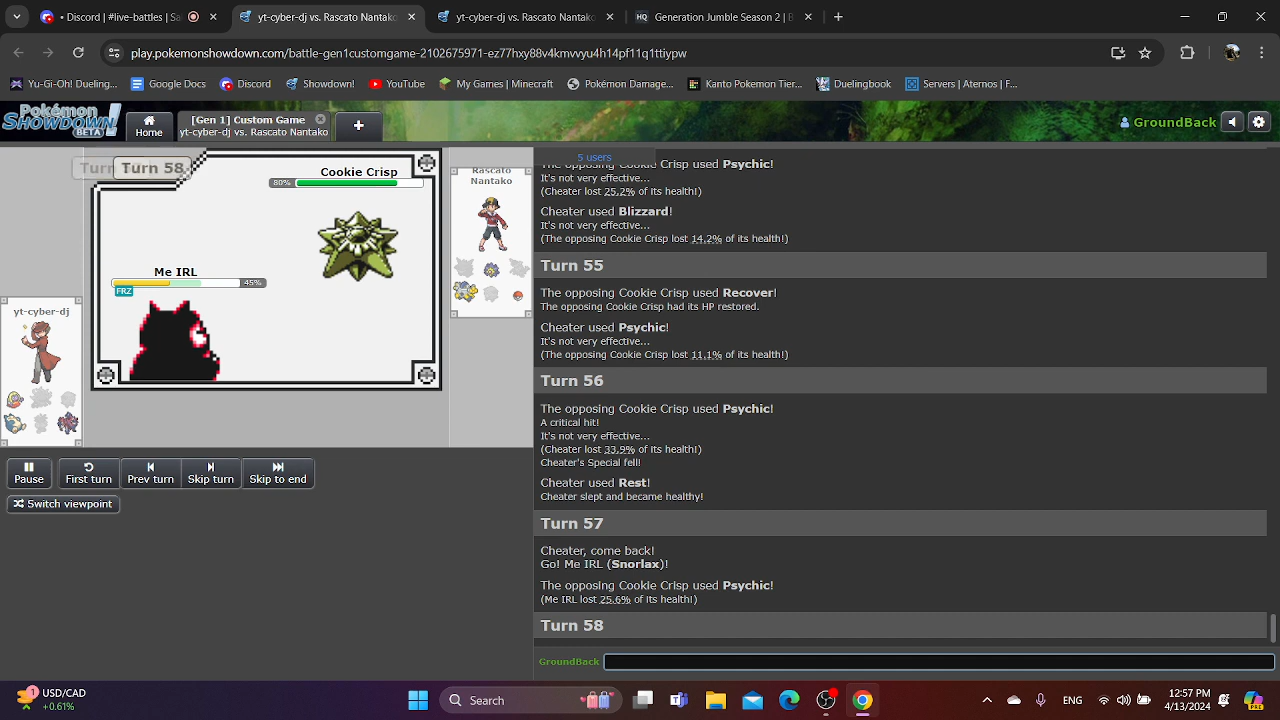 • Discord | #live-battles | Sa
yt-cyber-dj vs. Rascato Nantako
yt-cyber-dj vs. Rascato Nantako
HQ Generation Jumble Season 2 | B
play.pokemonshowdown.com/battle-gen1customgame-2102675971-ez77hxy88v4kmvvyu4h14pf11q1ttiypw
Yu-Gi-Oh! Dueling...
Google Docs
Discord
Showdown!
YouTube
My Games | Minecraft
Pokémon Damage...
Kanto Pokémon Tier...
Duelingbook
Servers | Aternos | F...
Pokémon
SHOWDOWN!
BETA
Home
[Gen 1] Custom Game
yt-cyber-dj vs. Rascato Nantako
GroundBack
Turn
Turn 58
Cookie Crisp
80%
Me IRL
45%
FRZ
yt-cyber-dj
Rascato
Nantako
Pause
First turn
Prev turn
Skip turn
Skip to end
Switch viewpoint
5 users
The opposing Cookie Crisp used Psychic!
It's not very effective...
(Cheater lost 25.2% of its health!)
Cheater used Blizzard!
It's not very effective...
(The opposing Cookie Crisp lost 14.2% of its health!)
Turn 55
The opposing Cookie Crisp used Recover!
The opposing Cookie Crisp had its HP restored.
Cheater used Psychic!
It's not very effective...
(The opposing Cookie Crisp lost 11.1% of its health!)
Turn 56
The opposing Cookie Crisp used Psychic!
A critical hit!
It's not very effective...
(Cheater lost 33.9% of its health!)
Cheater's Special fell!
Cheater used Rest!
Cheater slept and became healthy!
Turn 57
Cheater, come back!
Go! Me IRL (Snorlax)!
The opposing Cookie Crisp used Psychic!
(Me IRL lost 25.6% of its health!)
Turn 58
GroundBack
1
USD/CAD
+0.61%
Search
ENG
12:57 PM
4/13/2024
PRE